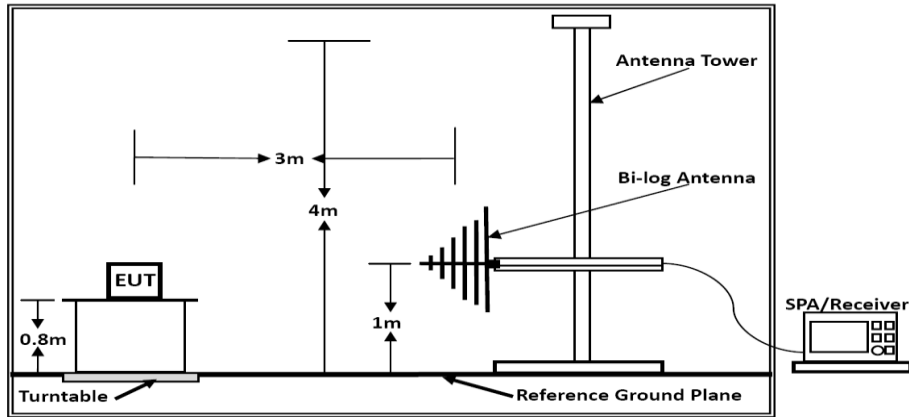 Antenna Tower
3m
Bi-log Antenna
4m
EUT
SPA/Receiver
1m
0.8m
Turntable
Reference Ground Plane